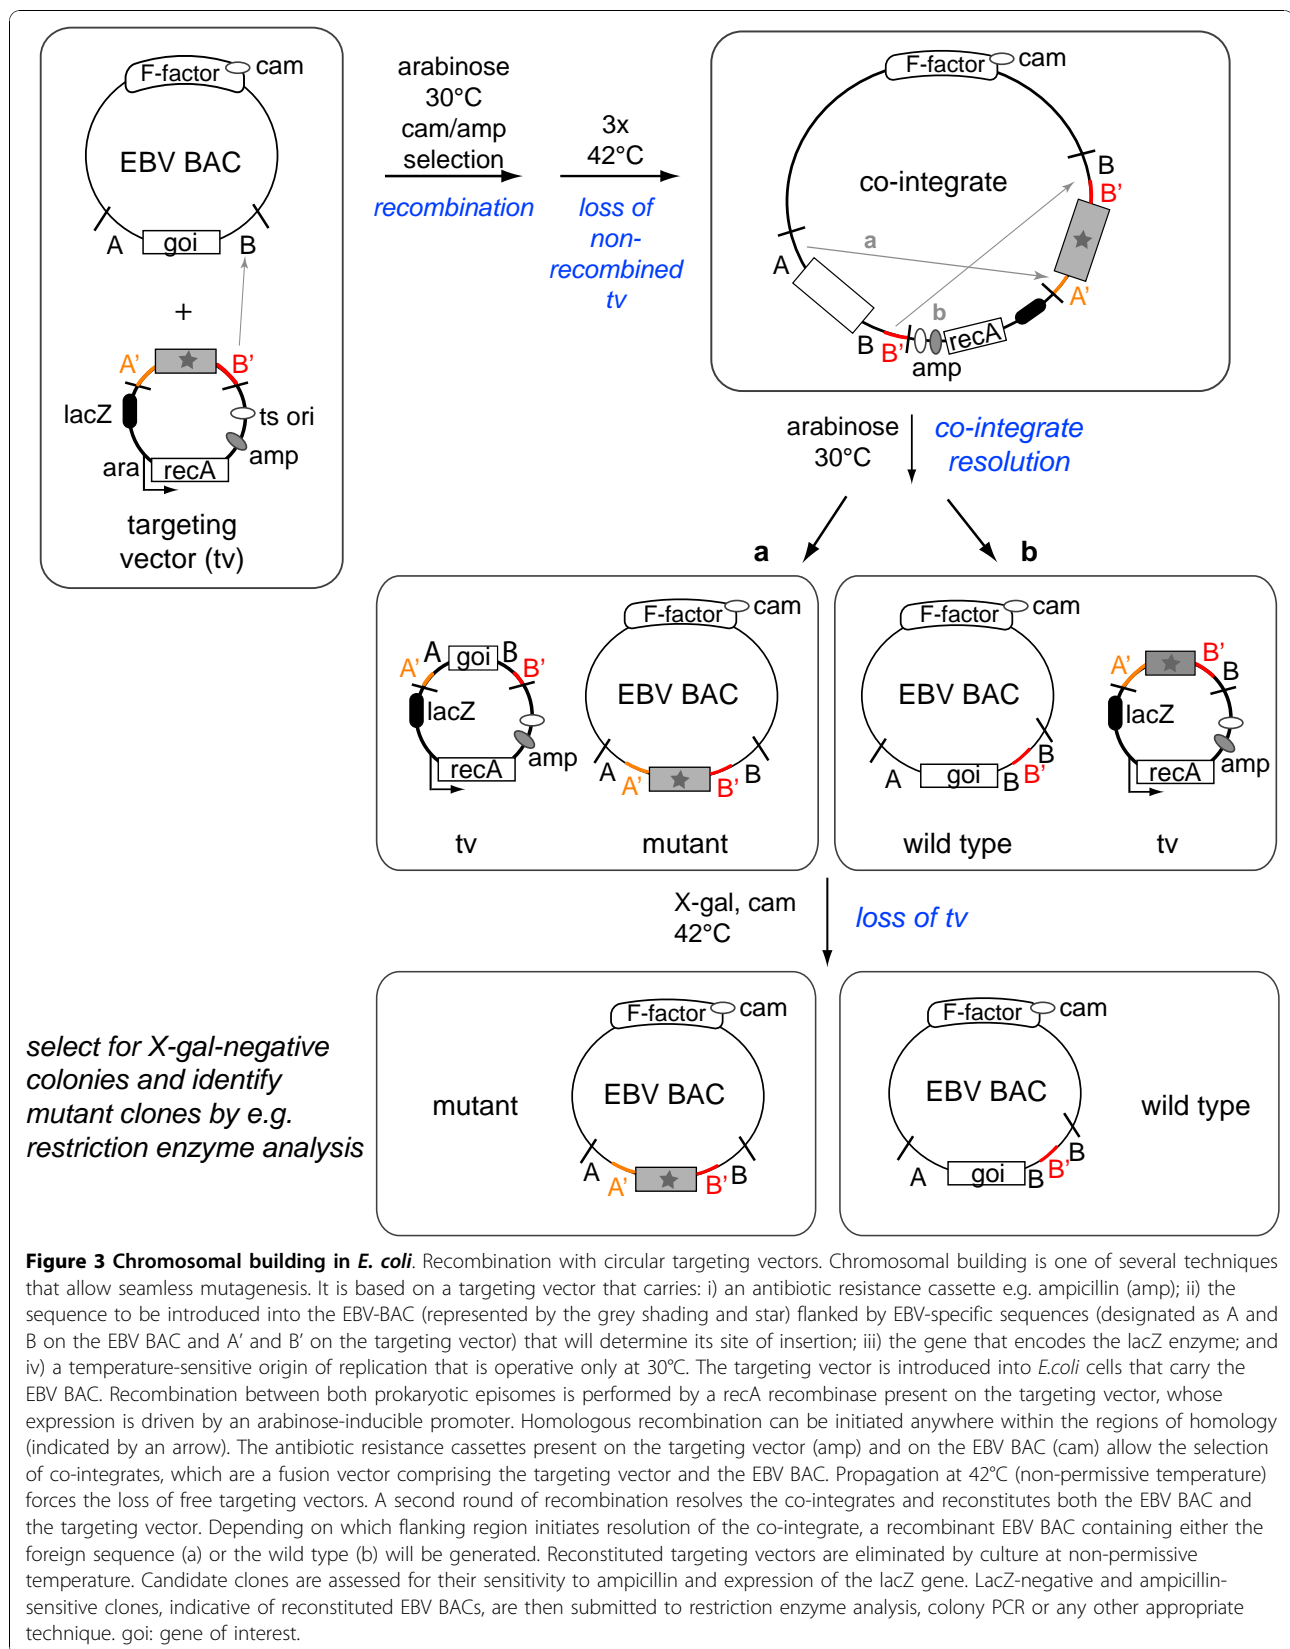 F-factor
cam
EBV BAC
A
goi
B
+
A’
B’
lacZ
ts ori
amp
ara
recA
targeting
vector (tv)
arabinose
30°C
cam/amp
selection
recombination
3x
42°C
loss of
non-
recombined
tv
F-factor
cam
co-integrate
B
B’
a
A
A’
b
B
B’
recA
amp
arabinose
30°C
co-integrate
resolution
a
b
A’
A
goi
B
B’
lacZ
amp
recA
tv
F-factor
cam
EBV BAC
A
A’
B’
B
mutant
F-factor
cam
EBV BAC
A
goi
B
B’
B
wild type
A’
B’
B
lacZ
amp
recA
tv
X-gal, cam
42°C
loss of tv
select for X-gal-negative
colonies and identify
mutant clones by e.g.
restriction enzyme analysis
mutant
F-factor
cam
EBV BAC
A
A’
B’
B
F-factor
cam
EBV BAC
A
goi
B
B’
B
wild type
Figure 3 Chromosomal building in E. coli. Recombination with circular targeting vectors. Chromosomal building is one of several techniques
that allow seamless mutagenesis. It is based on a targeting vector that carries: i) an antibiotic resistance cassette e.g. ampicillin (amp); ii) the
sequence to be introduced into the EBV-BAC (represented by the grey shading and star) flanked by EBV-specific sequences (designated as A and
B on the EBV BAC and A’ and B’ on the targeting vector) that will determine its site of insertion; iii) the gene that encodes the lacZ enzyme; and
iv) a temperature-sensitive origin of replication that is operative only at 30°C. The targeting vector is introduced into E.coli cells that carry the
EBV BAC. Recombination between both prokaryotic episomes is performed by a recA recombinase present on the targeting vector, whose
expression is driven by an arabinose-inducible promoter. Homologous recombination can be initiated anywhere within the regions of homology
(indicated by an arrow). The antibiotic resistance cassettes present on the targeting vector (amp) and on the EBV BAC (cam) allow the selection
of co-integrates, which are a fusion vector comprising the targeting vector and the EBV BAC. Propagation at 42°C (non-permissive temperature)
forces the loss of free targeting vectors. A second round of recombination resolves the co-integrates and reconstitutes both the EBV BAC and
the targeting vector. Depending on which flanking region initiates resolution of the co-integrate, a recombinant EBV BAC containing either the
foreign sequence (a) or the wild type (b) will be generated. Reconstituted targeting vectors are eliminated by culture at non-permissive
temperature. Candidate clones are assessed for their sensitivity to ampicillin and expression of the lacZ gene. LacZ-negative and ampicillin-
sensitive clones, indicative of reconstituted EBV BACs, are then submitted to restriction enzyme analysis, colony PCR or any other appropriate
technique. goi: gene of interest.